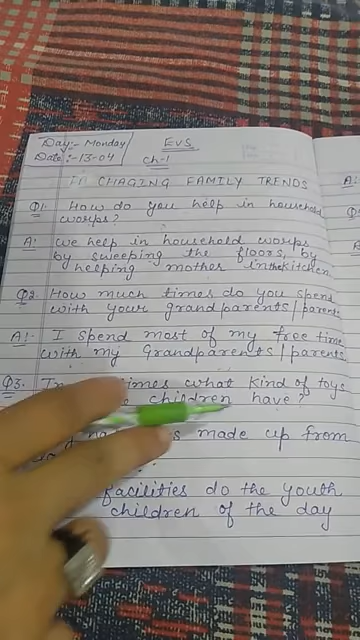 Day:- Monday
Date:- 13-04
EVS
Ch-1
CHAGING FAMILY TRENDS
Q1:- How do you help in household
works?
A:- we help in household works
by sweeping the floors, by
helping mother in the kitchen
Q2:- How much times do you spend
with your grandparents/parents
A:- I spend most of my free time
with my Grandparents/parents
Q3. In times what kind of toys
children have?
made up from
facilities do the youth
children of the day
A: